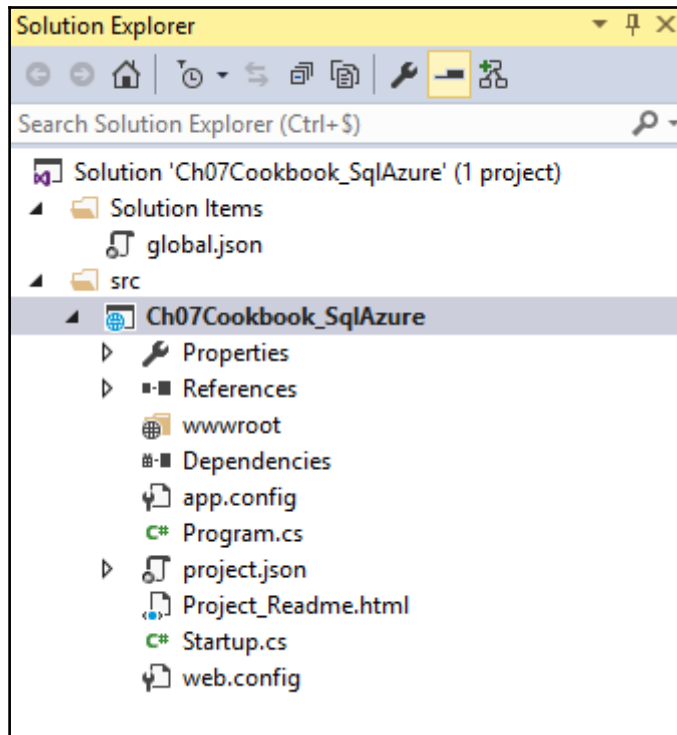 Solution Explorer
Search Solution Explorer (Ctrl+$)
Solution 'Ch07Cookbook_SqlAzure' (1 project)
Solution Items
global.json
src
Ch07Cookbook_SqlAzure
Properties
References
wwwroot
Dependencies
app.config
C# Program.cs
project.json
Project_Readme.html
C# Startup.cs
web.config